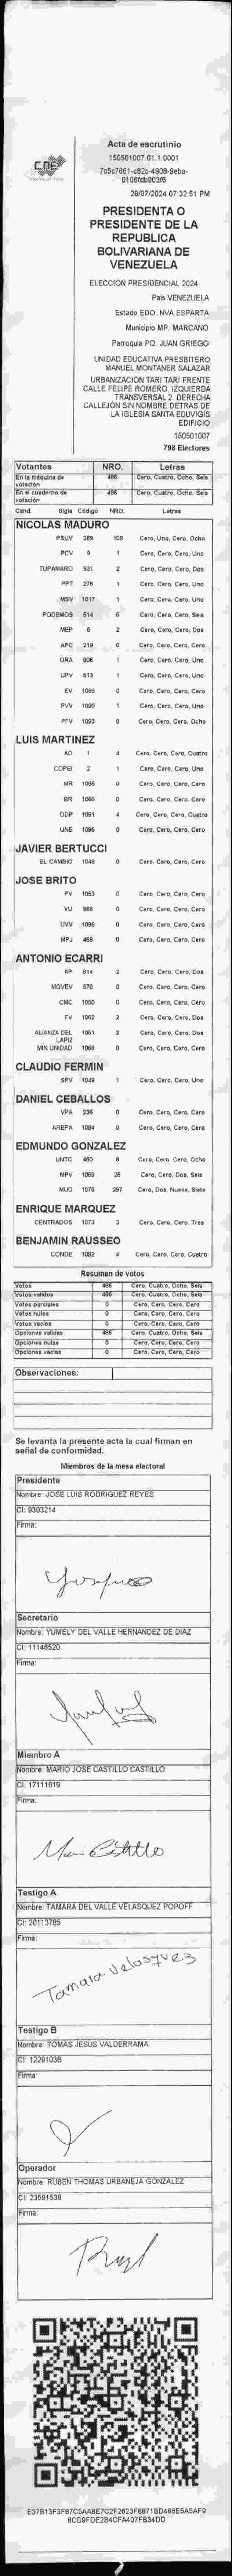 CNE
Acta de escrutinio
150501007.01.1.0001
28/07/2024 07:32:51 PM
PRESIDENTA O
PRESIDENTE DE LA
REPUBLICA
BOLIVARIANA DE
VENEZUELA
ELECCIÓN PRESIDENCIAL 2024
País VENEZUELA
Estado EDO. NVA.ESPARTA
Municipio MP. MARCANO
Parroquia PQ. JUAN GRIEGO
UNIDAD EDUCATIVA PRESBITERO
MANUEL MONTANER SALAZAR
URBANIZACIÓN TARI TARI FRENTE
CALLE FELIPE ROMERO. IZQUIERDA
TRANSVERSAL 2. DERECHA
CALLEJÓN SIN NOMBRE DETRAS DE
LA IGLESIA SANTA EDUVIGIS
EDIFICIO
150501007
798 Electores
Votantes NRO. Letras
En la máquina de votación 486 Cero, Cuatro, Ocho, Seis
En el cuaderno de votación 486 Cero, Cuatro, Ocho, Seis
Cand. Sigla Código NRO. Letras
NICOLAS MADURO
PSUV 289 108 Cero, Uno, Cero, Ocho
PCV 9 1 Cero, Cero, Cero, Uno
TUPAMARO 931 2 Cero, Cero, Cero, Dos
PPT 276 1 Cero, Cero, Cero, Uno
MSV 1017 1 Cero, Cero, Cero, Uno
PODEMOS 514 6 Cero, Cero, Cero, Seis
MEP 6 2 Cero, Cero, Cero, Dos
APC 219 0 Cero, Cero, Cero, Cero
ORA 906 1 Cero, Cero, Cero, Uno
UPV 613 1 Cero, Cero, Cero, Uno
EV 1089 0 Cero, Cero, Cero, Cero
PVV 1090 1 Cero, Cero, Cero, Uno
PFV 1093 8 Cero, Cero, Cero, Ocho
LUIS MARTINEZ
AD 1 4 Cero, Cero, Cero, Cuatro
COPEI 2 1 Cero, Cero, Cero, Uno
MR 1066 0 Cero, Cero, Cero, Cero
BR 0 Cero, Cero, Cero, Cero
DDP 1091 4 Cero, Cero, Cero, Cuatro
UNE 1095 0 Cero, Cero, Cero, Cero
JAVIER BERTUCCI
EL CAMBIO 1048 0 Cero, Cero, Cero, Cero
JOSE BRITO
PV 1053 0 Cero, Cero, Cero, Cero
VU 968 0 Cero, Cero, Cero, Cero
UVV 1096 0 Cero, Cero, Cero, Cero
MPJ 458 0 Cero, Cero, Cero, Cero
ANTONIO ECARRI
AP 814 2 Cero, Cero, Cero, Dos
MOVEV 878 0 Cero, Cero, Cero, Cero
CMC 1050 0 Cero, Cero, Cero, Cero
FV 1062 2 Cero, Cero, Cero, Dos
ALIANZA DEL LAPIZ 1061 2 Cero, Cero, Cero, Dos
MIN UNIDAD 1068 0 Cero, Cero, Cero, Cero
CLAUDIO FERMIN
SPV 1049 1 Cero, Cero, Cero, Uno
DANIEL CEBALLOS
VPA 236 0 Cero, Cero, Cero, Cero
AREPA 1094 0 Cero, Cero, Cero, Cero
EDMUNDO GONZALEZ
UNTC 460 8 Cero, Cero, Cero, Ocho
MPV 1069 26 Cero, Cero, Dos, Seis
MUD 1075 297 Cero, Dos, Nueve, Siete
ENRIQUE MARQUEZ
CENTRADOS 1073 3 Cero, Cero, Cero, Tres
BENJAMIN RAUSSEO
CONDE 1092 4 Cero, Cero, Cero, Cuatro
Resumen de votos
Votos 486 Cero, Cuatro, Ocho, Seis
Votos validos 486 Cero, Cuatro, Ocho, Seis
Votos parciales 0 Cero, Cero, Cero, Cero
Votos nulos 0 Cero, Cero, Cero, Cero
Votos vacíos 0 Cero, Cero, Cero, Cero
Opciones validas 486 Cero, Cuatro, Ocho, Seis
Opciones nulas 0 Cero, Cero, Cero, Cero
Opciones vacias 0 Cero, Cero, Cero, Cero
Observaciones:
Se levanta la presente acta la cual firman en
señal de conformidad.
Miembros de la mesa electoral
Presidente
Nombre: JOSE LUIS RODRIGUEZ REYES
CI: 9303214
Firma:
Secretario
Nombre: YUMELY DEL VALLE HERNANDEZ DE DIAZ
CI: 11146520
Firma:
Miembro A
Nombre: MARIO JOSE CASTILLO CASTILLO
CI: 17111619
Firma:
Testigo A
Nombre: TAMARA DEL VALLE VELASQUEZ POPOFF
CI: 20113785
Firma:
Tamara Velasquez
Testigo B
Nombre: TOMAS JESUS VALDERRAMA
CI: 12291038
Firma:
Operador
Nombre: RUBEN THOMAS URBANEJA GONZALEZ
CI: 23591539
Firma: